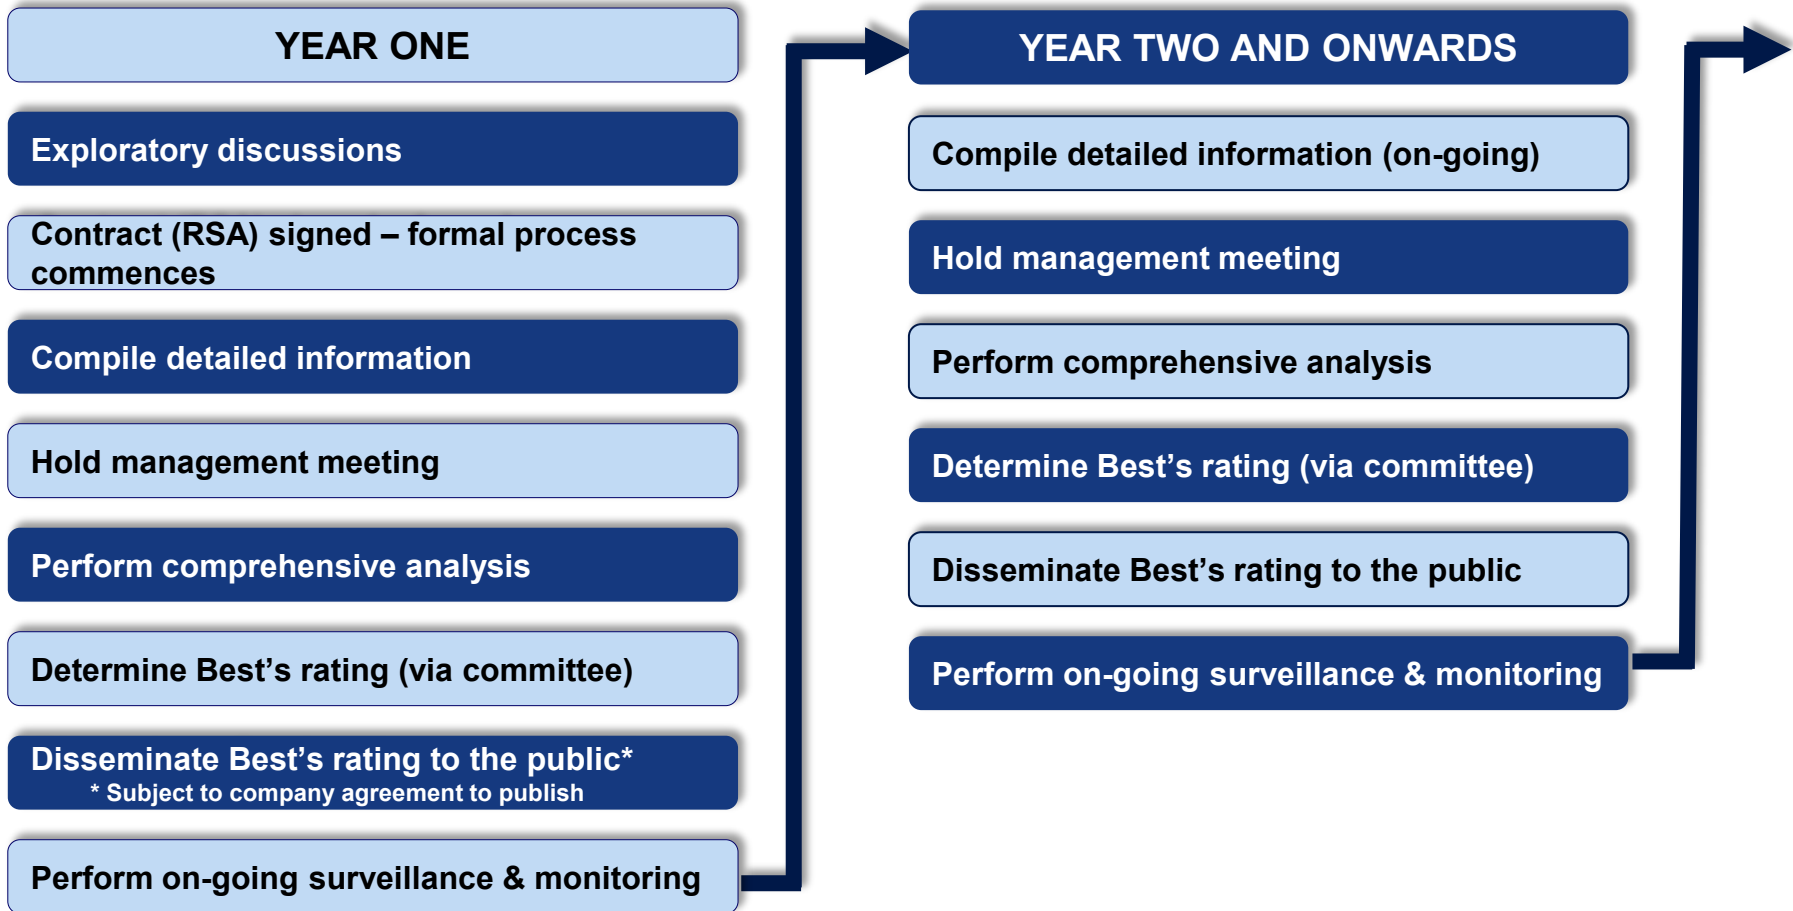 YEAR ONE
Exploratory discussions
Contract (RSA) signed – formal process
commences
Compile detailed information
Hold management meeting
Perform comprehensive analysis
Determine Best’s rating (via committee)
Disseminate Best’s rating to the public*
* Subject to company agreement to publish
Perform on-going surveillance & monitoring
YEAR TWO AND ONWARDS
Compile detailed information (on-going)
Hold management meeting
Perform comprehensive analysis
Determine Best’s rating (via committee)
Disseminate Best’s rating to the public
Perform on-going surveillance & monitoring